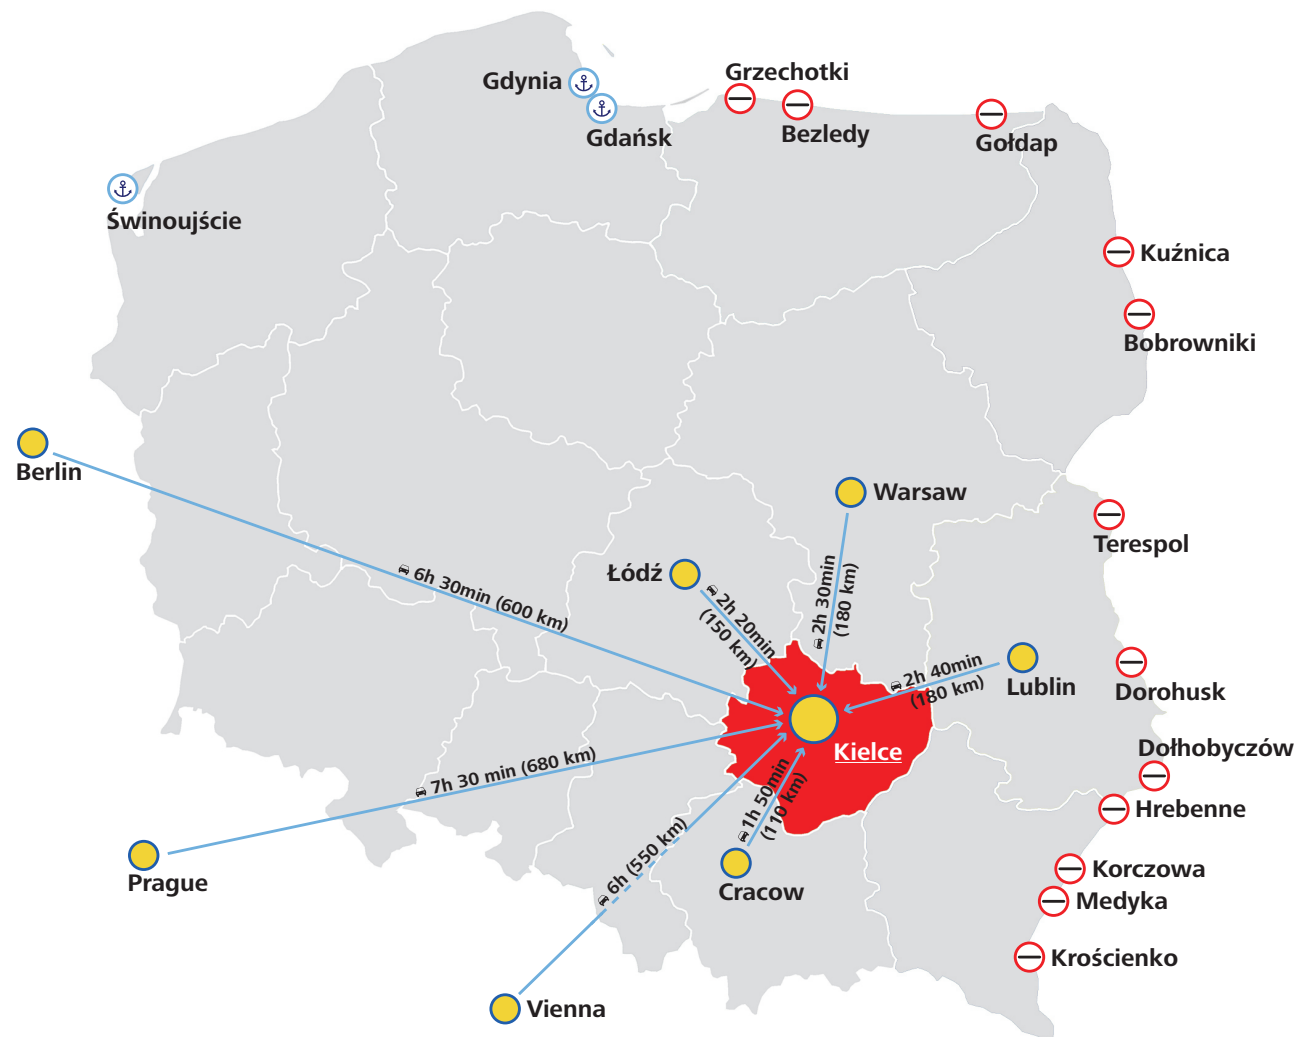 Grzechotki
Gdynia
Gdańsk
Bezledy
Gołdap
Świnoujście
Kuźnica
Bobrowniki
Berlin
Warsaw
Terespol
Łódź
6h 30min (600 km)
2h 20min
(150 km)
2h 30min
(180 km)
2h 40min
(180 km)
Lublin
Dorohusk
Kielce
Dołhobyczów
7h 30 min (680 km)
1h 50min
(110 km)
Hrebenne
6h (550 km)
Prague
Cracow
Korczowa
Medyka
Krościenko
Vienna